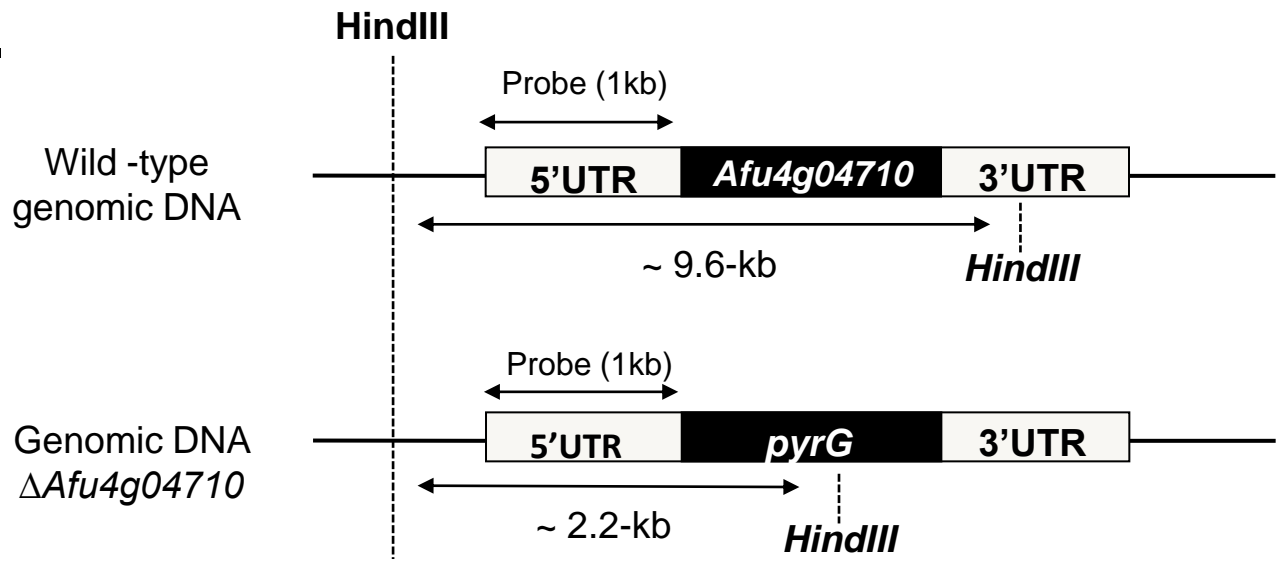 HindIII
Probe (1kb)
Wild -type
genomic DNA
5'UTR Afu4g04710 3'UTR
~ 9.6-kb
HindIII
Probe (1kb)
Genomic DNA
ΔAfu4g04710
5'UTR pyrG 3'UTR
~ 2.2-kb
HindIII